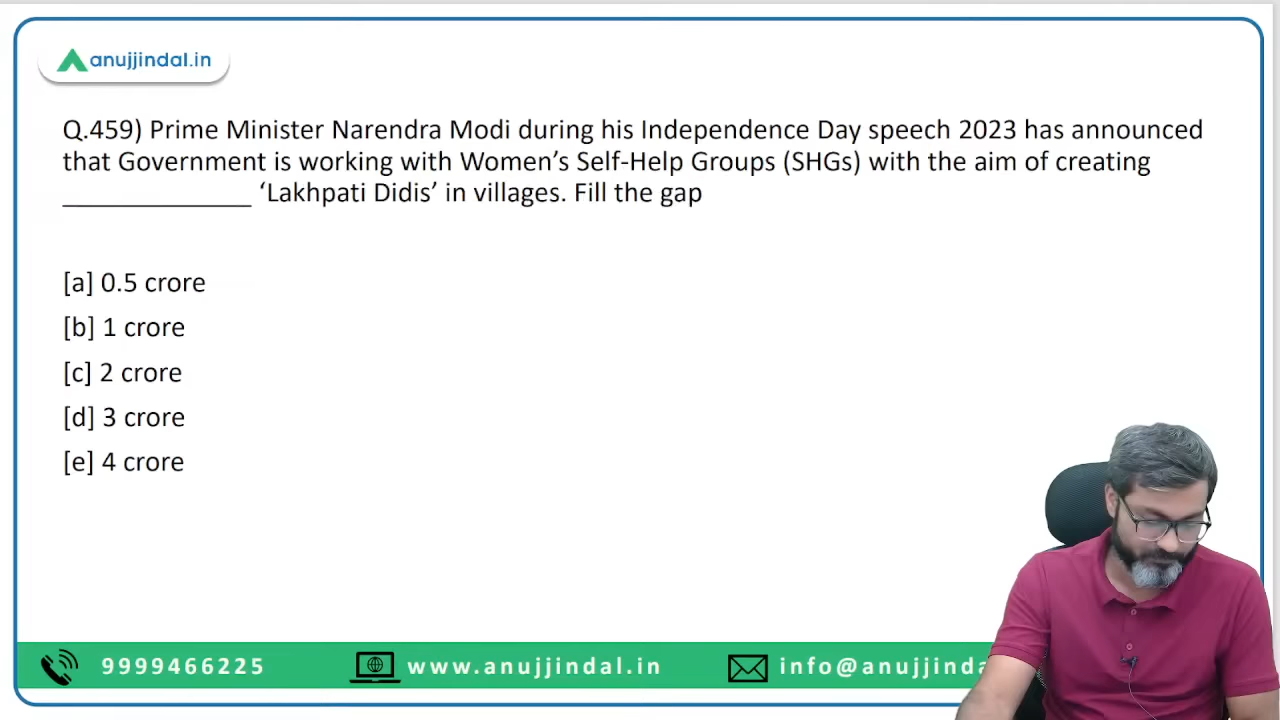 anujjindal.in
Q.459) Prime Minister Narendra Modi during his Independence Day speech 2023 has announced
that Government is working with Women’s Self-Help Groups (SHGs) with the aim of creating
_____________ ‘Lakhpati Didis’ in villages. Fill the gap
[a] 0.5 crore
[b] 1 crore
[c] 2 crore
[d] 3 crore
[e] 4 crore
9999466225 www.anujjindal.in info@anujjinda